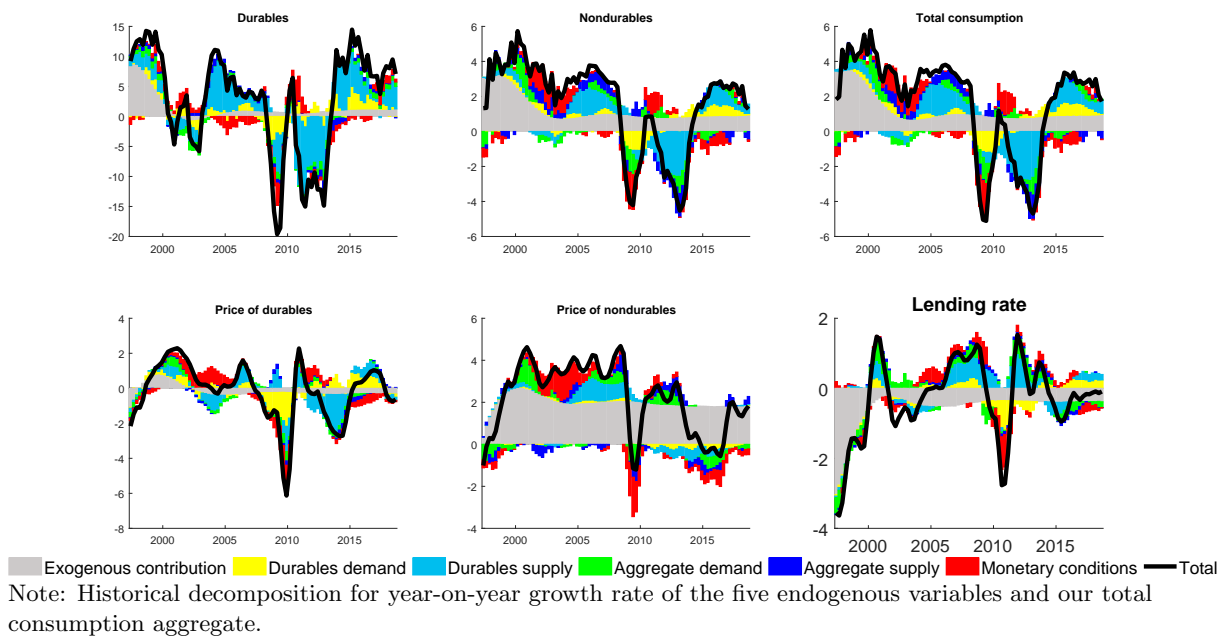 Durables
Nondurables
Total consumption
15
10
5
0
-5
-10
-15
-20
2000 2005 2010 2015
6
4
2
0
-2
-4
-6
2000 2005 2010 2015
6
4
2
0
-2
-4
-6
2000 2005 2010 2015
Price of durables
Price of nondurables
Lending rate
4
2
0
-2
-4
-6
-8
2000 2005 2010 2015
6
4
2
0
-2
-4
2000 2005 2010 2015
2
0
-2
-4
2000 2005 2010 2015
Exogenous contribution Durables demand Durables supply Aggregate demand Aggregate supply Monetary conditions Total
Note: Historical decomposition for year-on-year growth rate of the five endogenous variables and our total
consumption aggregate.